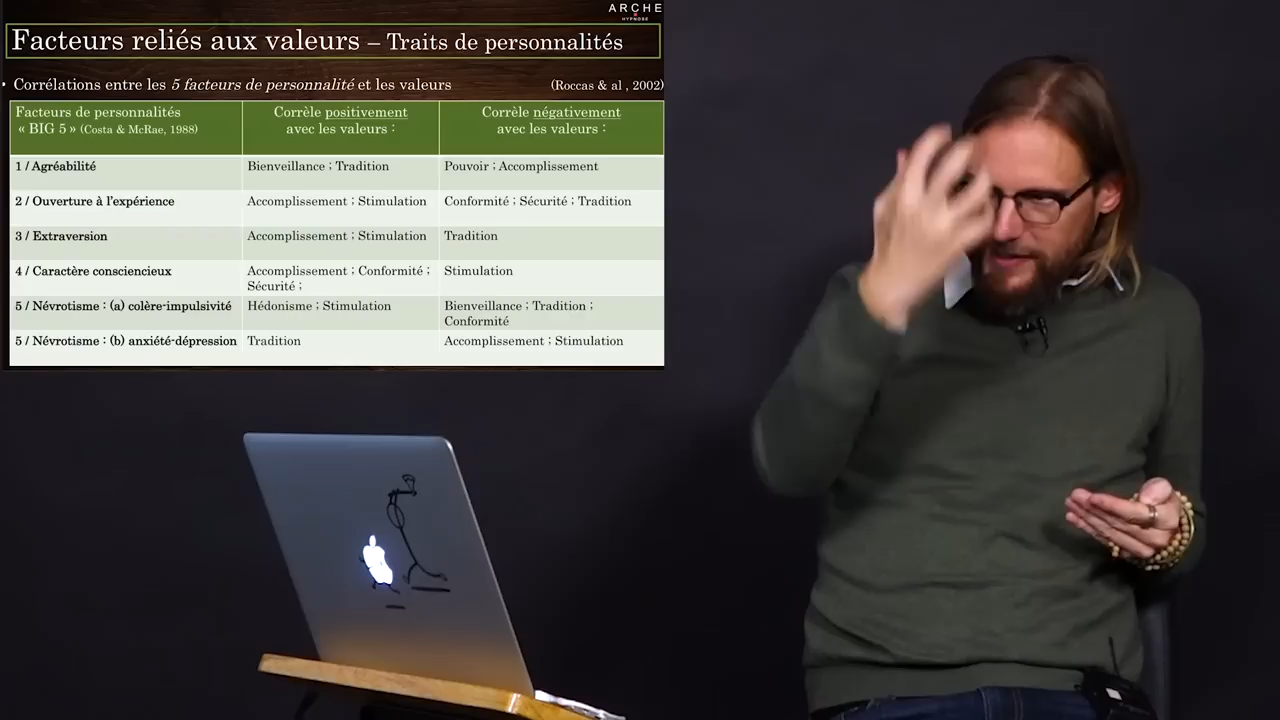 ARCHE
HYPNOSE
Facteurs reliés aux valeurs – Traits de personnalités
• Corrélations entre les 5 facteurs de personnalité et les valeurs (Roccas & al , 2002)
Facteurs de personnalités
« BIG 5 » (Costa & McRae, 1988)
Corrèle positivement
avec les valeurs :
Corrèle négativement
avec les valeurs :
1 / Agréabilité
Bienveillance ; Tradition
Pouvoir ; Accomplissement
2 / Ouverture à l'expérience
Accomplissement ; Stimulation
Conformité ; Sécurité ; Tradition
3 / Extraversion
Accomplissement ; Stimulation
Tradition
4 / Caractère consciencieux
Accomplissement ; Conformité ;
Sécurité ;
Stimulation
5 / Névrotisme : (a) colère-impulsivité
Hédonisme ; Stimulation
Bienveillance ; Tradition ;
Conformité
5 / Névrotisme : (b) anxiété-dépression
Tradition
Accomplissement ; Stimulation